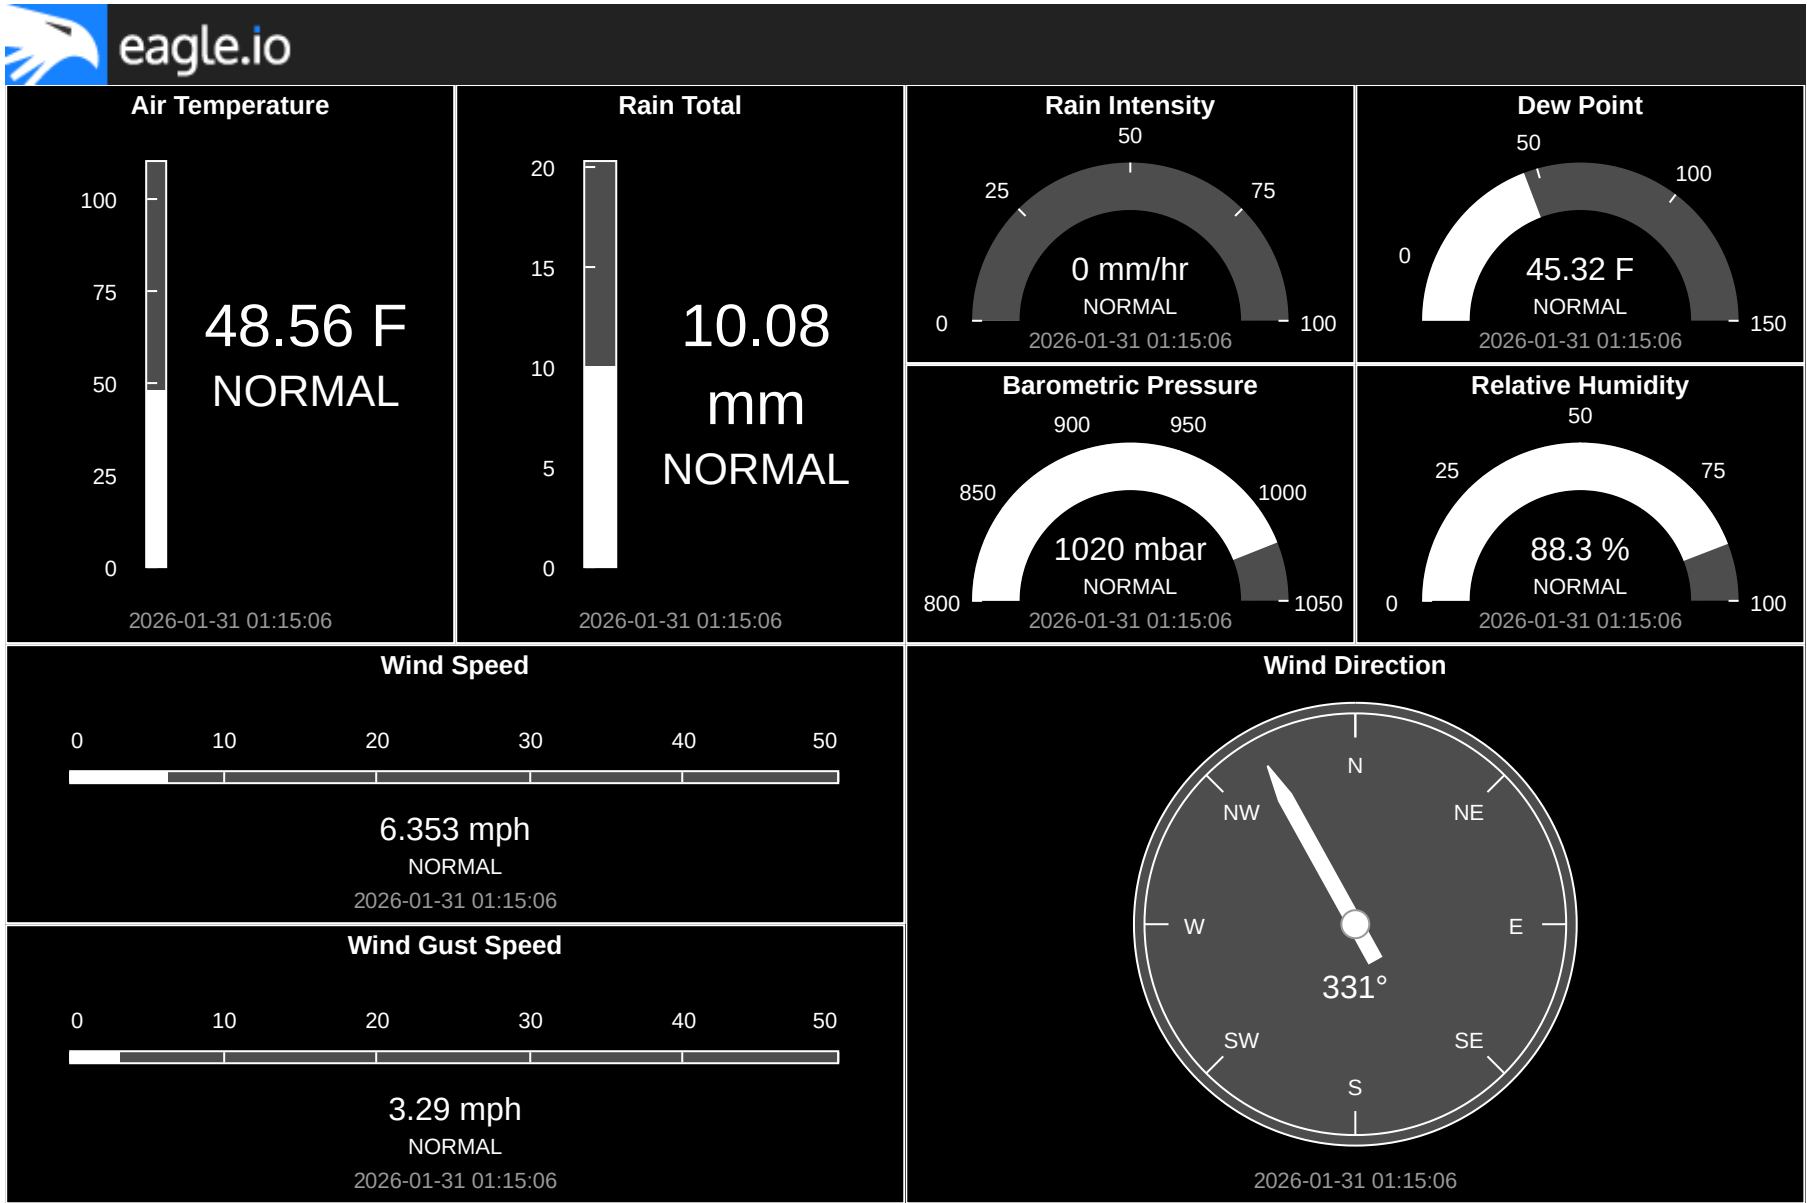 eagle.io
Air Temperature
100
75
50
25
0
48.56 F
NORMAL
2026-01-31 01:15:06
Rain Total
20
15
10
5
0
10.08
mm
NORMAL
2026-01-31 01:15:06
Rain Intensity
0
25
50
75
100
0 mm/hr
NORMAL
2026-01-31 01:15:06
Dew Point
0
50
100
150
45.32 F
NORMAL
2026-01-31 01:15:06
Barometric Pressure
800
850
900
950
1000
1050
1020 mbar
NORMAL
2026-01-31 01:15:06
Relative Humidity
0
25
50
75
100
88.3 %
NORMAL
2026-01-31 01:15:06
Wind Speed
0 10 20 30 40 50
6.353 mph
NORMAL
2026-01-31 01:15:06
Wind Gust Speed
0 10 20 30 40 50
3.29 mph
NORMAL
2026-01-31 01:15:06
Wind Direction
N
NW NE
W E
331°
SW SE
S
2026-01-31 01:15:06